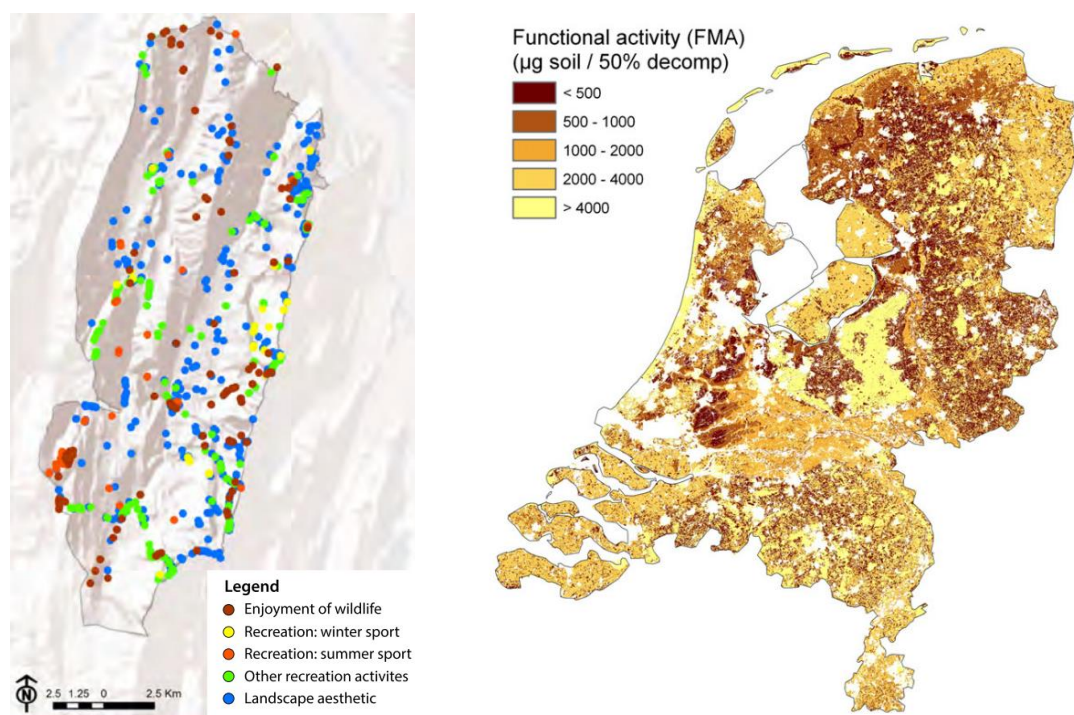 Legend
Enjoyment of wildlife
Recreation: winter sport
Recreation: summer sport
Other recreation activites
Landscape aesthetic
N
2.5 1.25 0 2.5 Km
Functional activity (FMA)
(µg soil / 50% decomp)
< 500
500 - 1000
1000 - 2000
2000 - 4000
> 4000